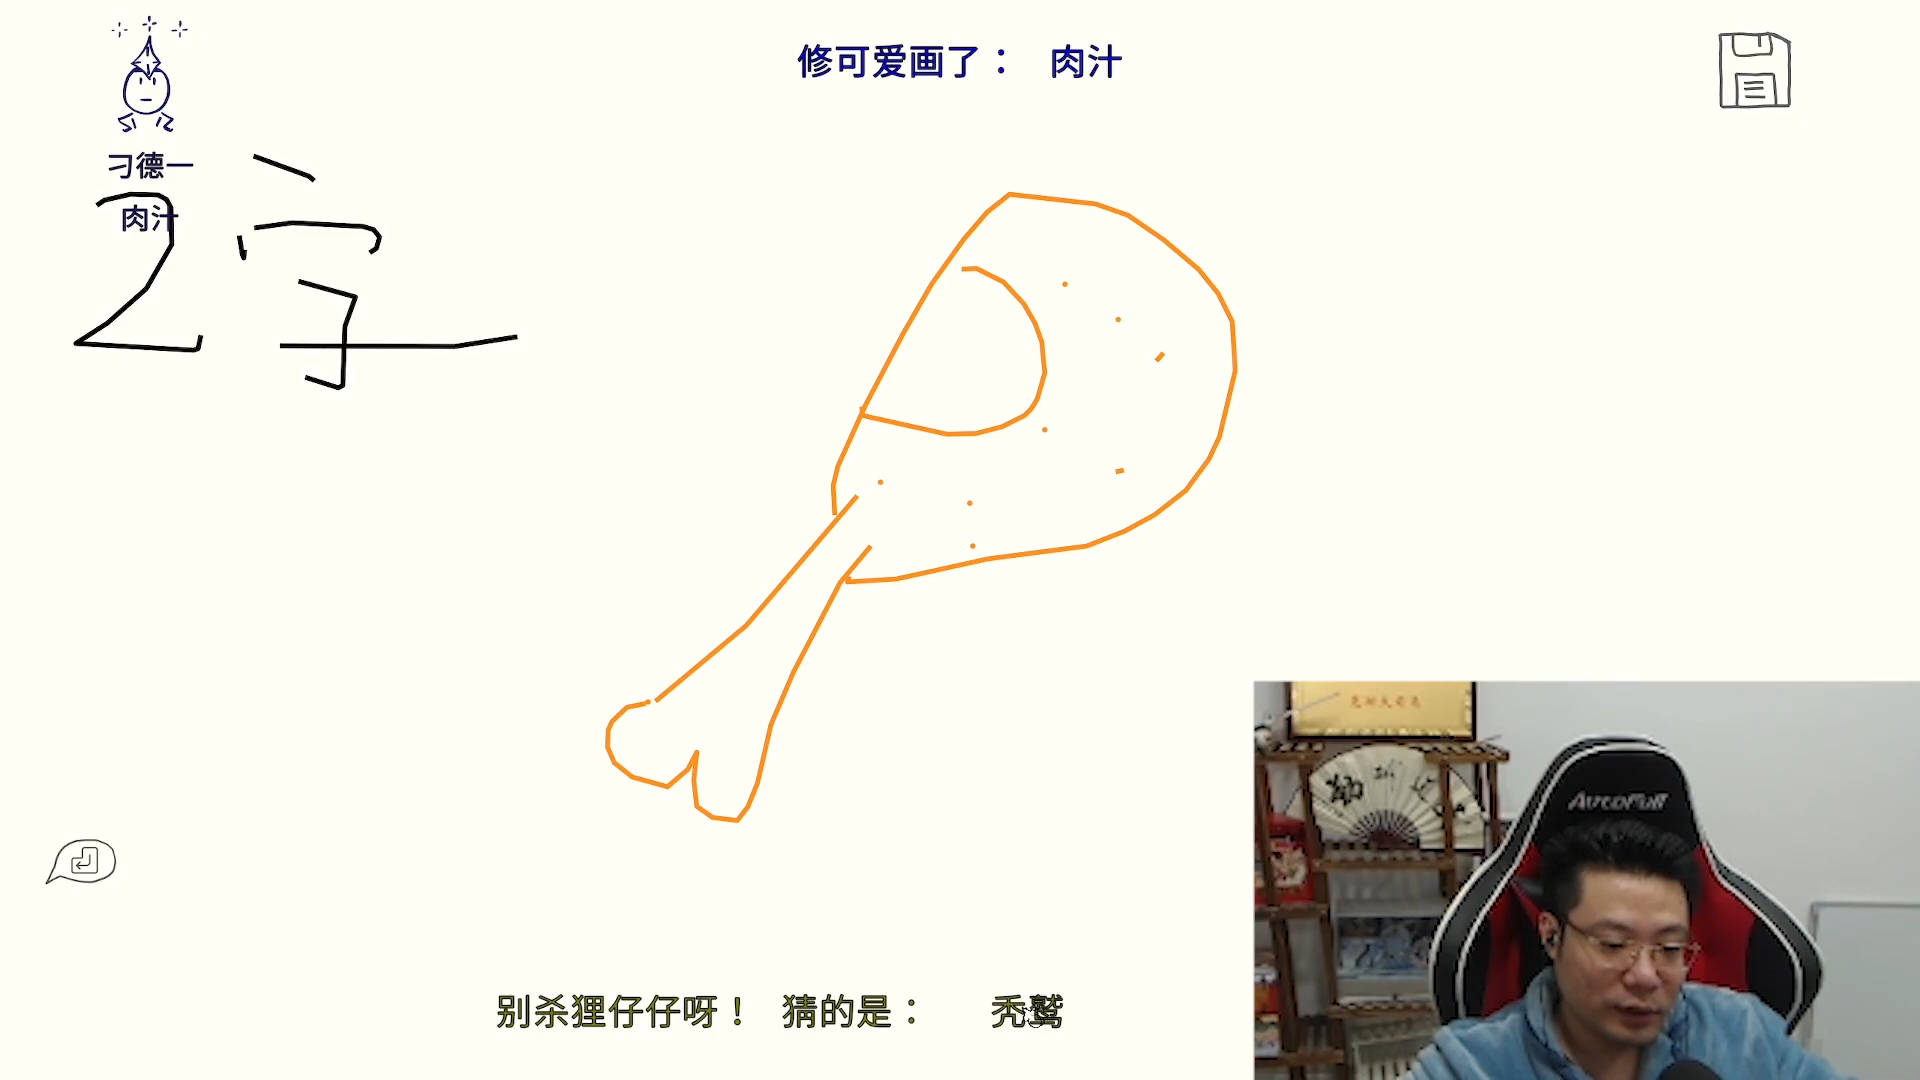 修可爱画了： 肉汁
刁德一
肉汁
2字
别杀狸仔仔呀！ 猜的是： 秃鹫
AutoFull